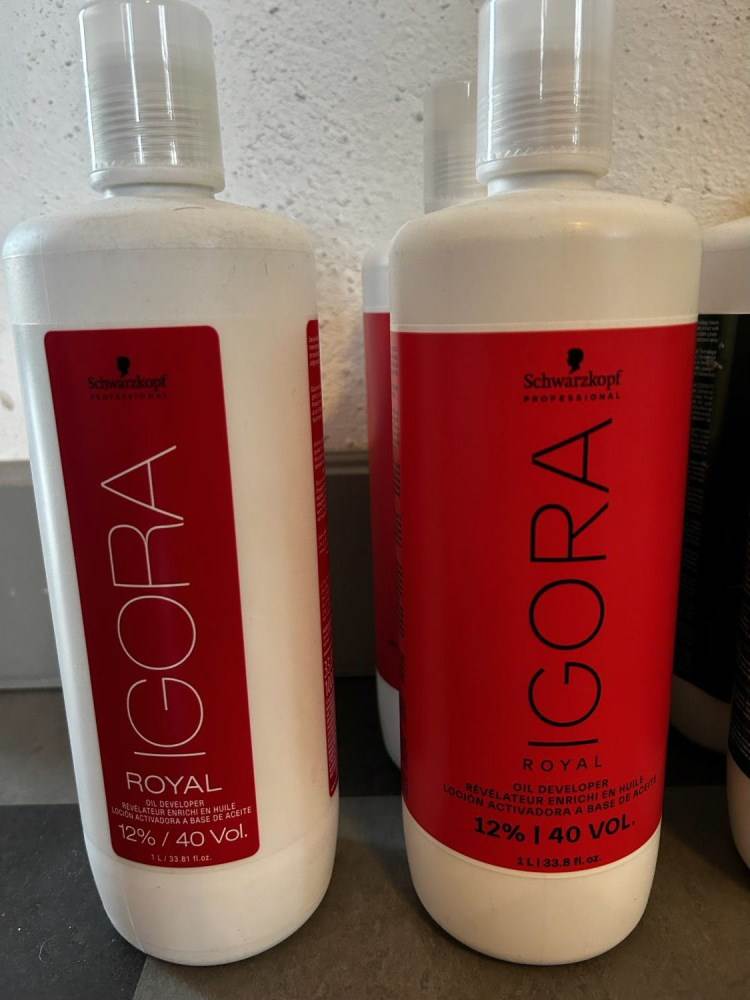 Schwarzkopf
PROFESSIONAL
IGORA
ROYAL
OIL DEVELOPER
RÉVÉLATEUR ENRICHI EN HUILE
LOCIÓN ACTIVADORA A BASE DE ACEITE
12% / 40 Vol.
1 L / 33.81 fl.oz.
Schwarzkopf
PROFESSIONAL
IGORA
ROYAL
OIL DEVELOPER
RÉVÉLATEUR ENRICHI EN HUILE
LOCIÓN ACTIVADORA A BASE DE ACEITE
12% | 40 VOL.
1 L | 33.8 fl.oz.